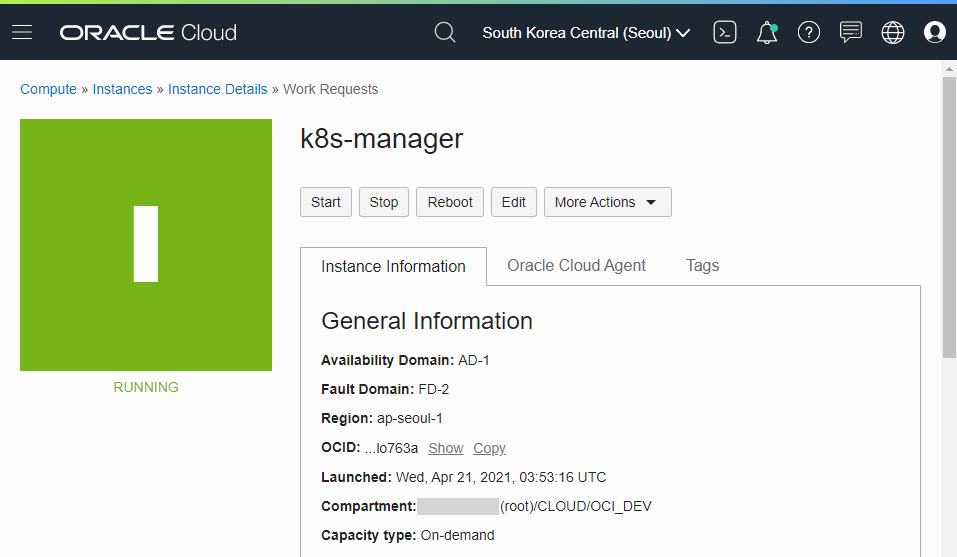 ORACLE Cloud
South Korea Central (Seoul)
Compute » Instances » Instance Details » Work Requests
I
RUNNING
k8s-manager
Start Stop Reboot Edit More Actions
Instance Information Oracle Cloud Agent Tags
General Information
Availability Domain: AD-1
Fault Domain: FD-2
Region: ap-seoul-1
OCID: ...lo763a Show Copy
Launched: Wed, Apr 21, 2021, 03:53:16 UTC
Compartment: (root)/CLOUD/OCI_DEV
Capacity type: On-demand